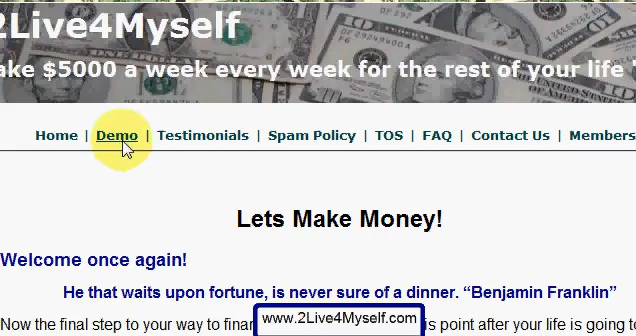 2Live4Myself
ake $5000 a week every week for the rest of your life
Home | Demo | Testimonials | Spam Policy | TOS | FAQ | Contact Us | Members
Lets Make Money!
Welcome once again!
He that waits upon fortune, is never sure of a dinner. “Benjamin Franklin”
www.2Live4Myself.com
Now the final step to your way to finan is point after your life is going to